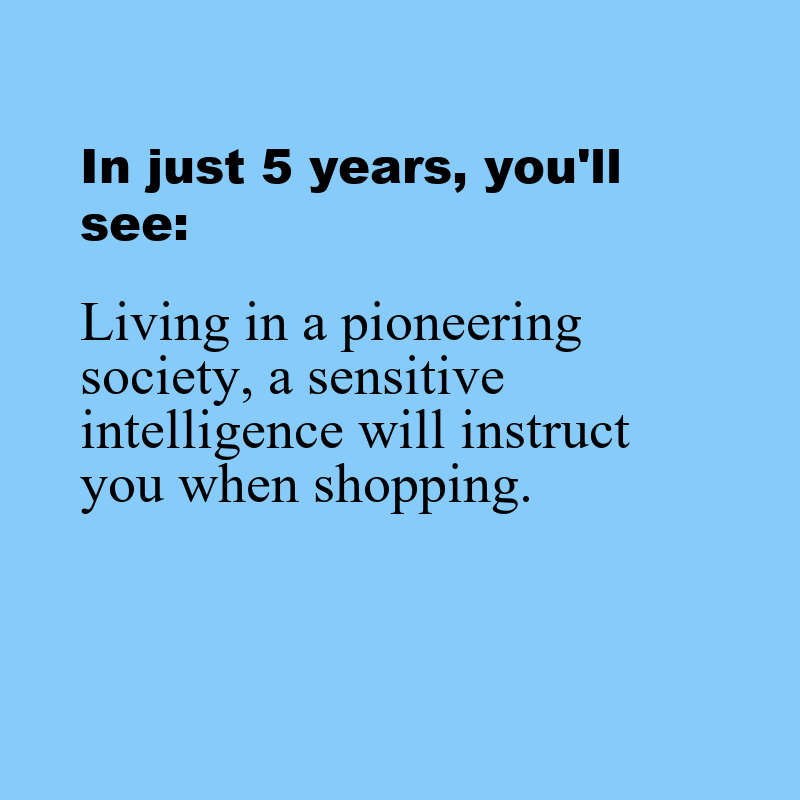 In just 5 years, you'll
see:
Living in a pioneering
society, a sensitive
intelligence will instruct
you when shopping.